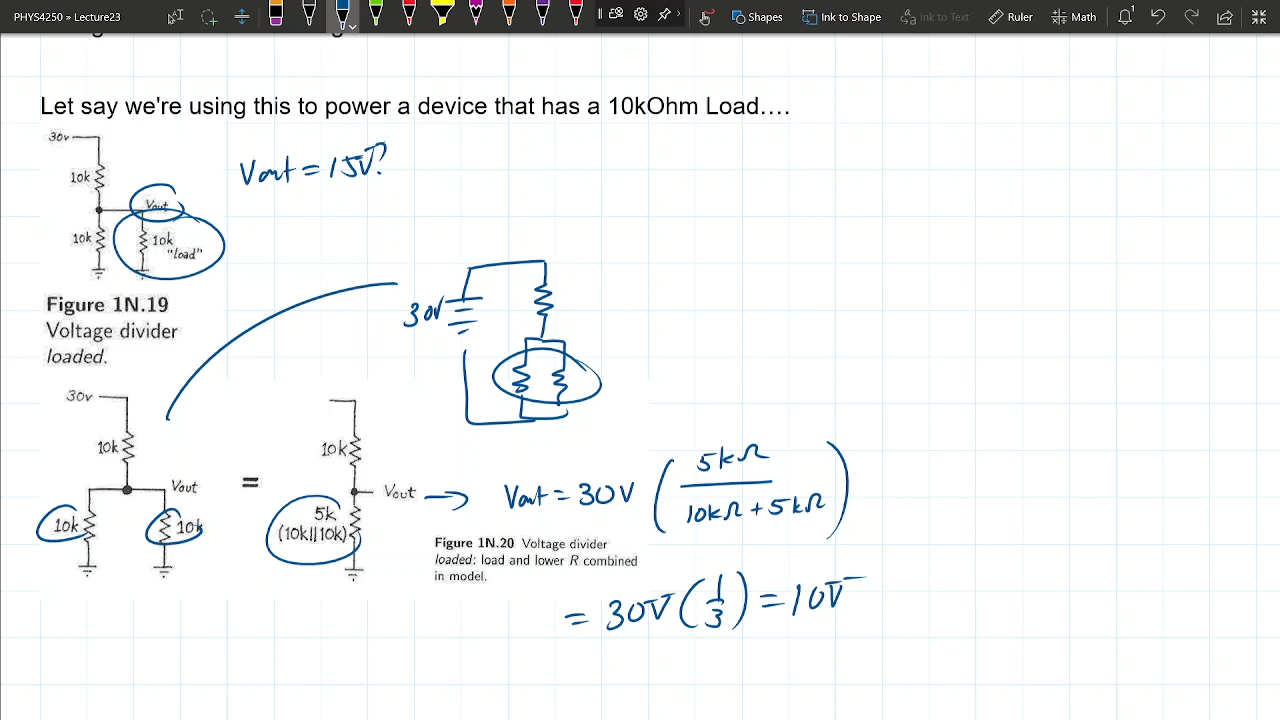 PHYS4250 » Lecture23
Shapes
Ink to Shape
Ink to Text
Ruler
Math
Let say we're using this to power a device that has a 10kOhm Load….
30v
10k
Vout
10k
10k
"load"
Vout = 15V?
Figure 1N.19
Voltage divider
loaded.
30V
30v
10k
Vout
10k
10k
=
10k
Vout
5k
(10k||10k)
→ Vout = 30V ( 5kΩ / 10kΩ + 5kΩ )
Figure 1N.20 Voltage divider
loaded: load and lower R combined
in model.
= 30V ( 1/3 ) = 10V